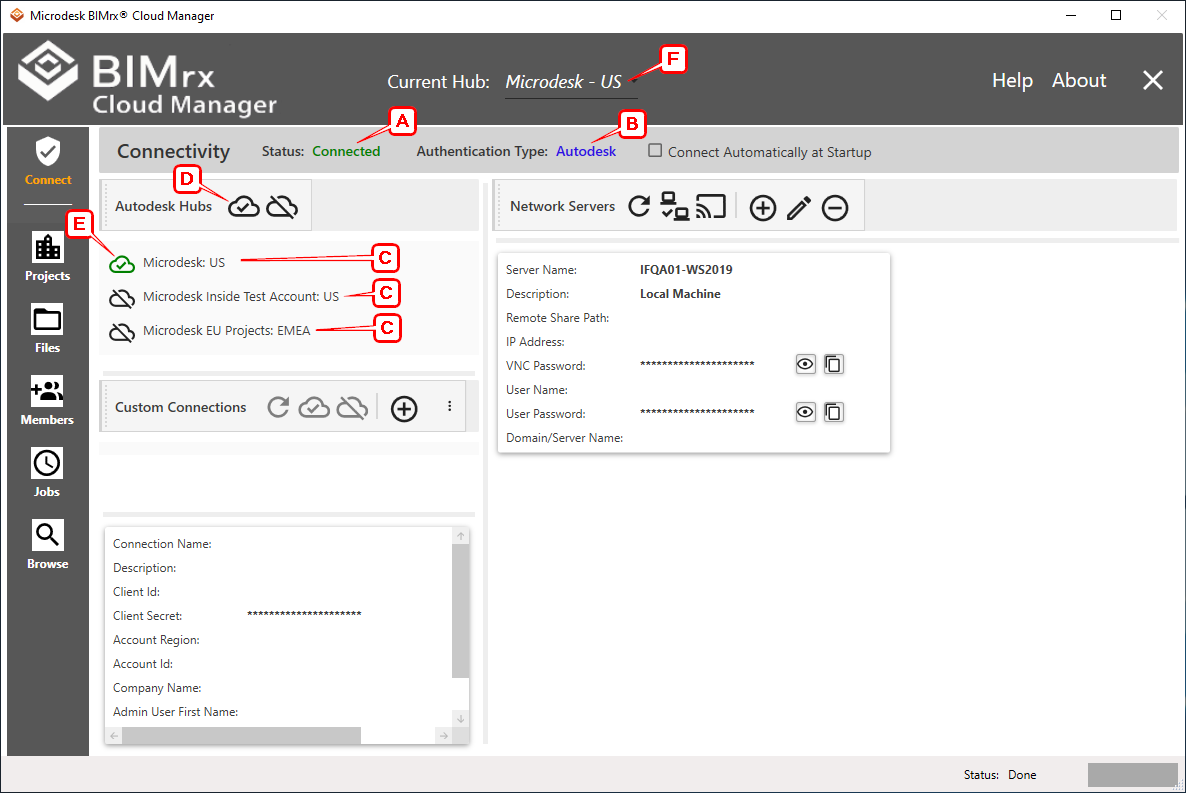 Microdesk BIMrx® Cloud Manager
BIMrx
Cloud Manager
Current Hub: Microdesk - US
F
Help About
A
B
Connectivity Status: Connected Authentication Type: Autodesk Connect Automatically at Startup
Connect
D
Autodesk Hubs
Network Servers
E
Microdesk: US
C
Microdesk Inside Test Account: US
C
Microdesk EU Projects: EMEA
C
Projects
Files
Members
Jobs
Browse
Server Name: IFQA01-WS2019
Description: Local Machine
Remote Share Path:
IP Address:
VNC Password: *********************
User Name:
User Password: *********************
Domain/Server Name:
Custom Connections
Connection Name:
Description:
Client Id:
Client Secret: *********************
Account Region:
Account Id:
Company Name:
Admin User First Name:
Status: Done